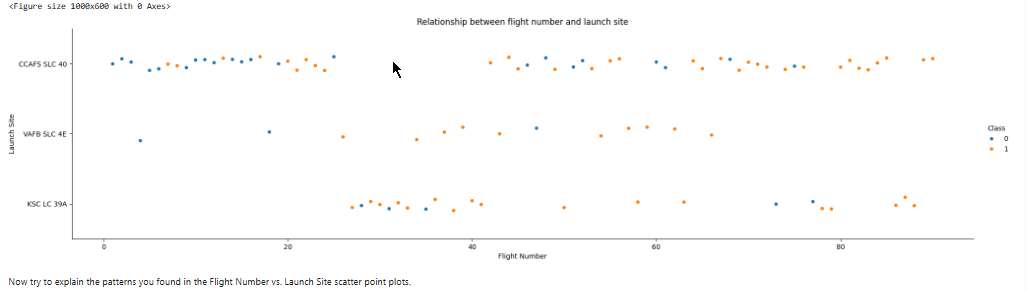 <Figure size 1000x600 with 0 Axes>
Relationship between flight number and launch site
CCAFS SLC 40
VAFB SLC 4E
KSC LC 39A
Launch Site
0 20 40 60 80
Flight Number
Class
0
1
Now try to explain the patterns you found in the Flight Number vs. Launch Site scatter point plots.